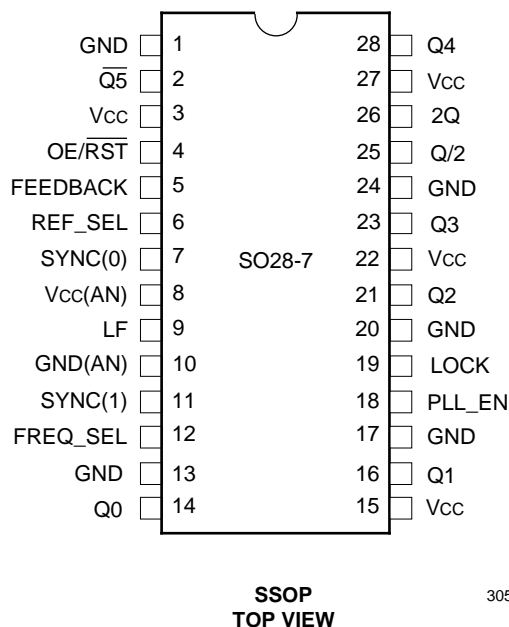 GND 1 28 Q4
Q̅5̅ 2 27 VCC
VCC 3 26 2Q
OE/R̅S̅T̅ 4 25 Q/2
FEEDBACK 5 24 GND
REF_SEL 6 23 Q3
SYNC(0) 7 SO28-7 22 VCC
VCC(AN) 8 21 Q2
LF 9 20 GND
GND(AN) 10 19 LOCK
SYNC(1) 11 18 PLL_EN
FREQ_SEL 12 17 GND
GND 13 16 Q1
Q0 14 15 VCC
SSOP 305
TOP VIEW